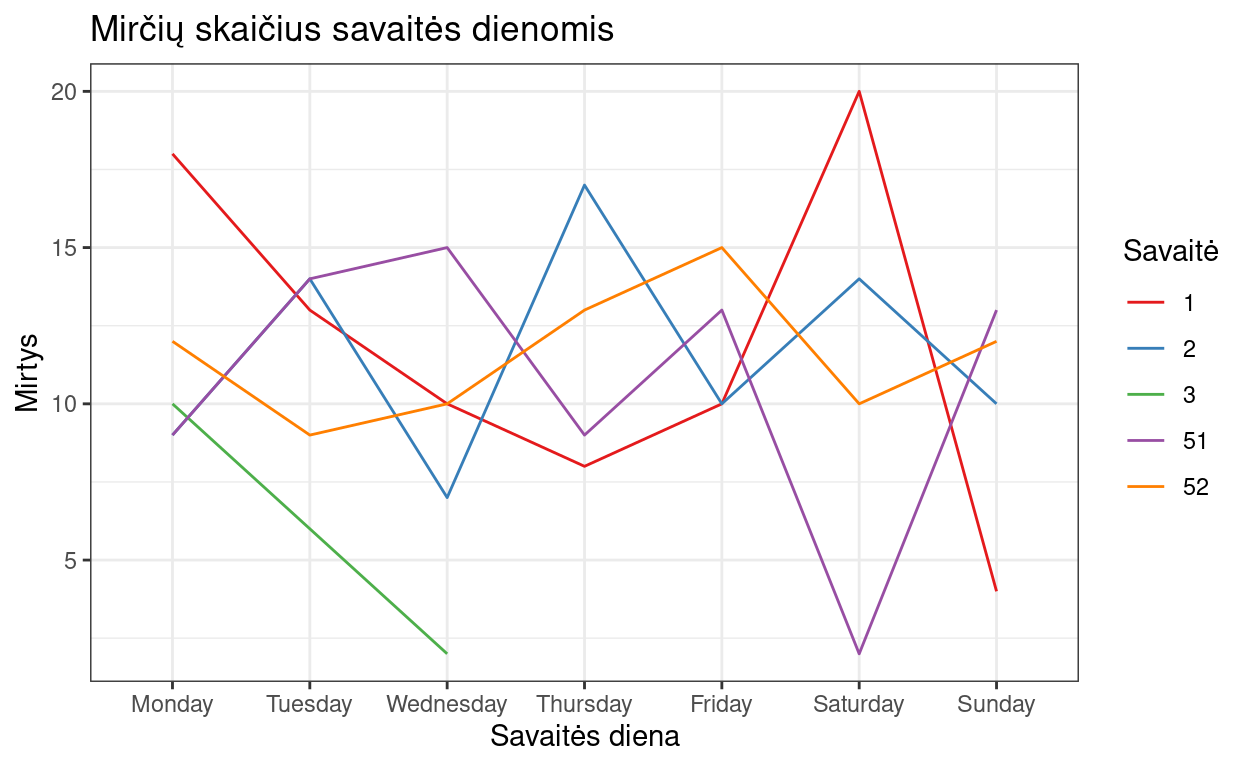 Mirčių skaičius savaitės dienomis
20
15
10
5
Mirtys
Monday Tuesday Wednesday Thursday Friday Saturday Sunday
Savaitės diena
Savaitė
1
2
3
51
52